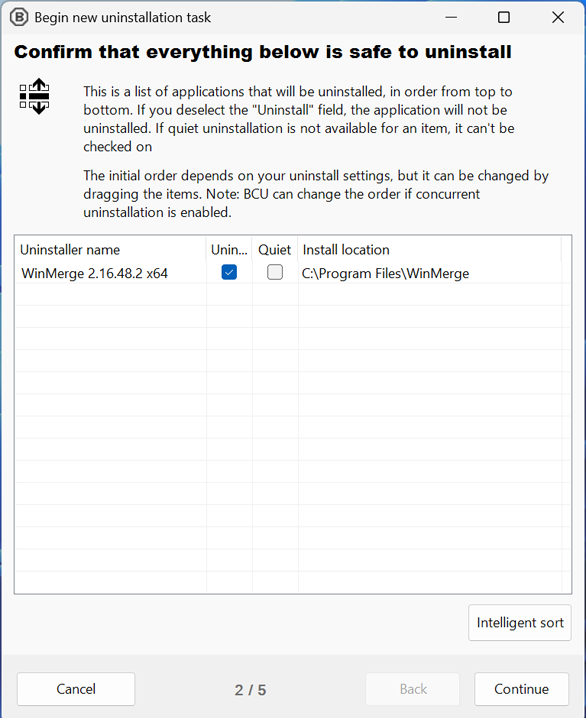 Begin new uninstallation task
Confirm that everything below is safe to uninstall
This is a list of applications that will be uninstalled, in order from top to
bottom. If you deselect the "Uninstall" field, the application will not be
uninstalled. If quiet uninstallation is not available for an item, it can't be
checked on
The initial order depends on your uninstall settings, but it can be changed by
dragging the items. Note: BCU can change the order if concurrent
uninstallation is enabled.
Uninstaller name Unin... Quiet Install location
WinMerge 2.16.48.2 x64 C:\Program Files\WinMerge
Intelligent sort
Cancel 2 / 5 Back Continue